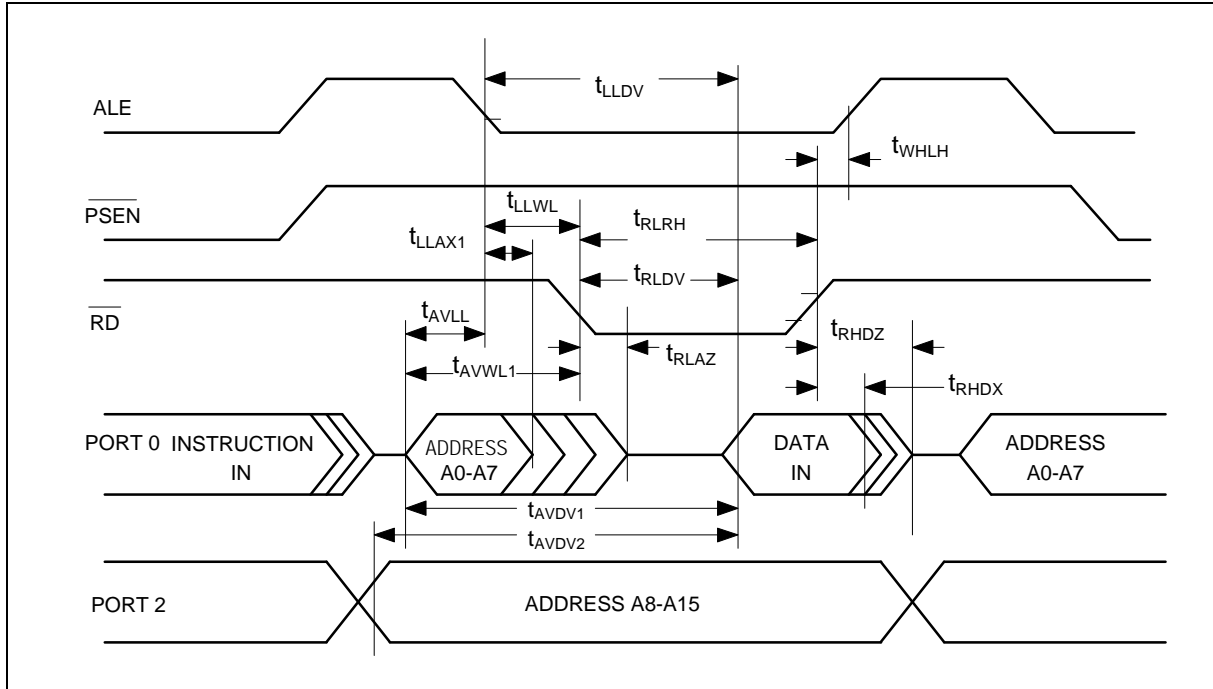 ALE
tLLDV
tWHLH
PSEN
tLLWL
tRLRH
tLLAX1
tRLDV
RD
tAVLL
tRLAZ
tRHDZ
tAVWL1
tRHDX
PORT 0 INSTRUCTION IN
ADDRESS A0-A7
DATA IN
ADDRESS A0-A7
tAVDV1
tAVDV2
PORT 2
ADDRESS A8-A15